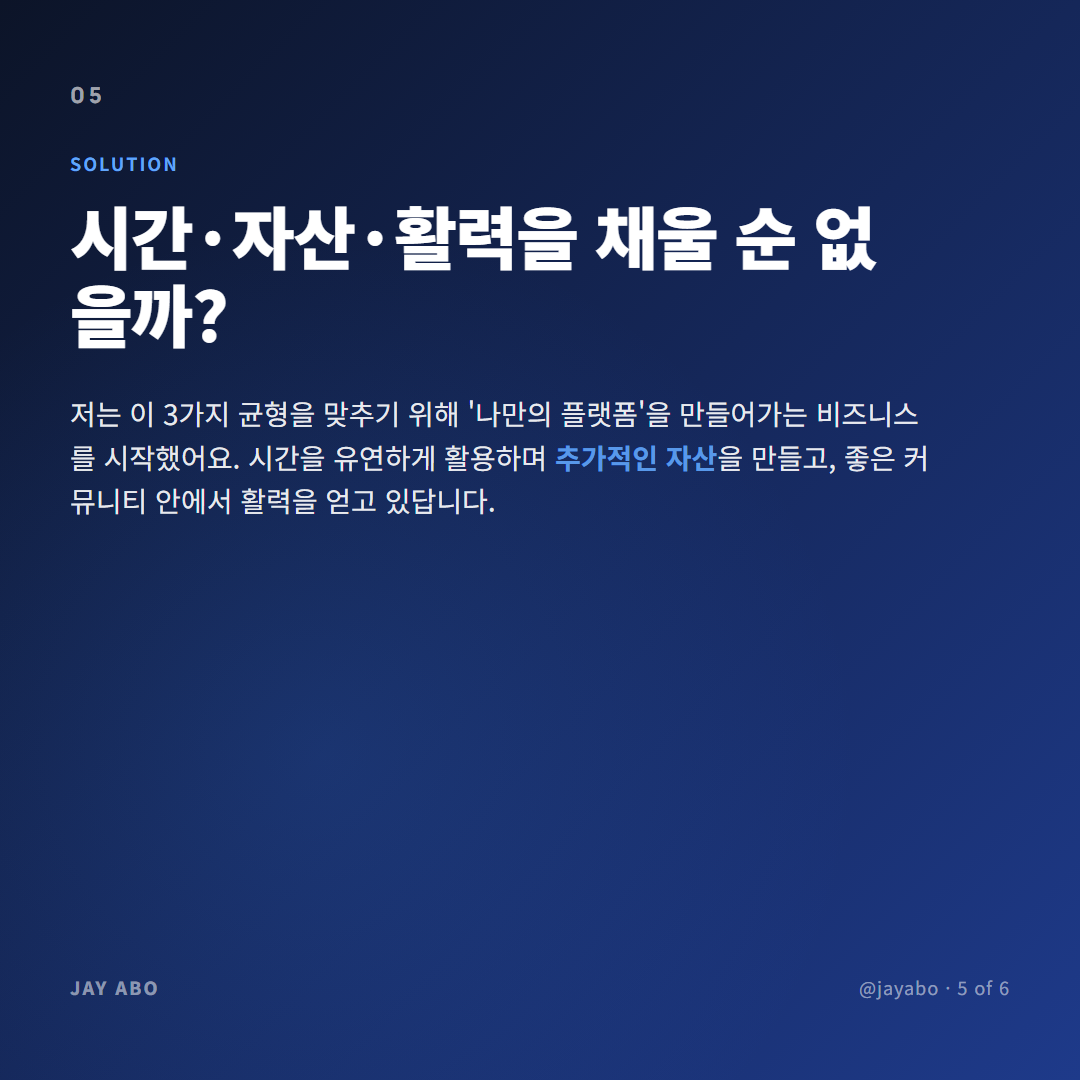 05
SOLUTION
시간·자산·활력을 채울 순 없
을까?
저는 이 3가지 균형을 맞추기 위해 '나만의 플랫폼'을 만들어가는 비즈니스
를 시작했어요. 시간을 유연하게 활용하며 추가적인 자산을 만들고, 좋은 커
뮤니티 안에서 활력을 얻고 있답니다.
JAY ABO
@jayabo · 5 of 6